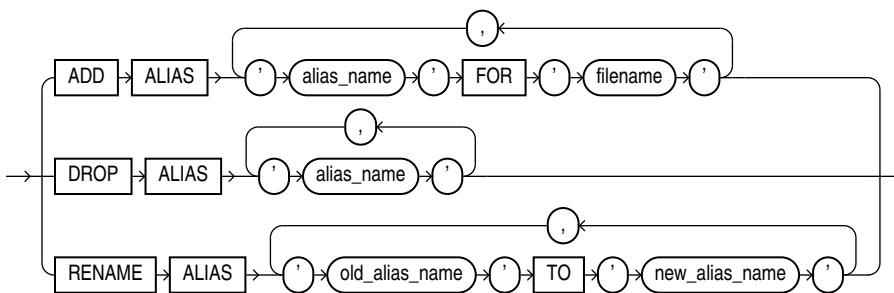 ,
ADD ALIAS ' alias_name ' FOR ' filename '
,
DROP ALIAS ' alias_name '
,
RENAME ALIAS ' old_alias_name ' TO ' new_alias_name '